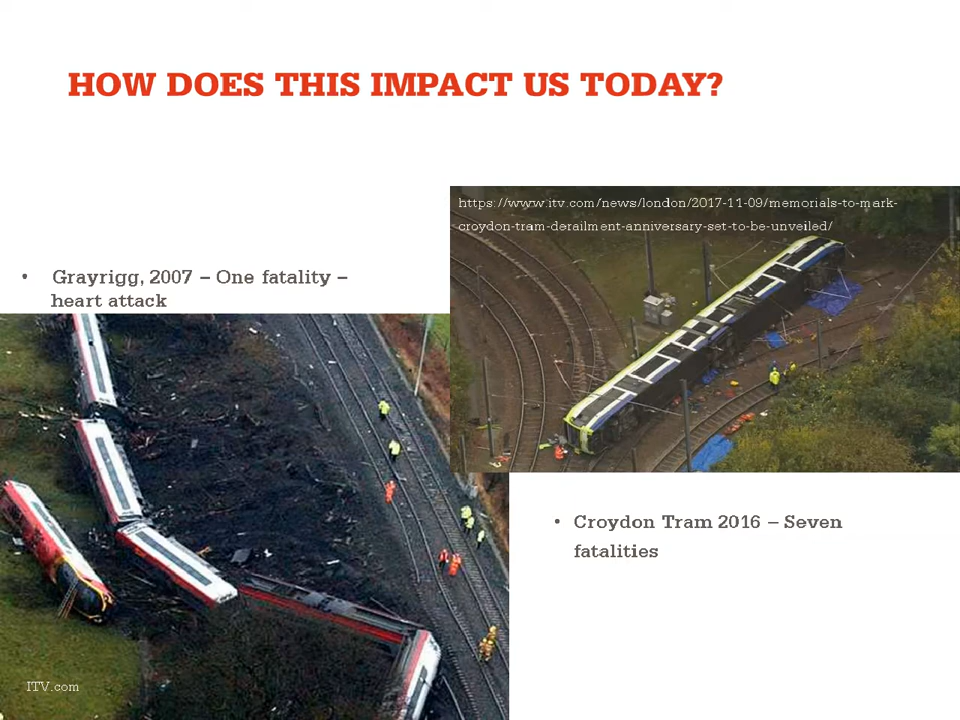 HOW DOES THIS IMPACT US TODAY?
https://www.itv.com/news/london/2017-11-09/memorials-to-mark-
croydon-tram-derailment-anniversary-set-to-be-unveiled/
• Grayrigg, 2007 – One fatality –
heart attack
• Croydon Tram 2016 – Seven
fatalities
ITV.com